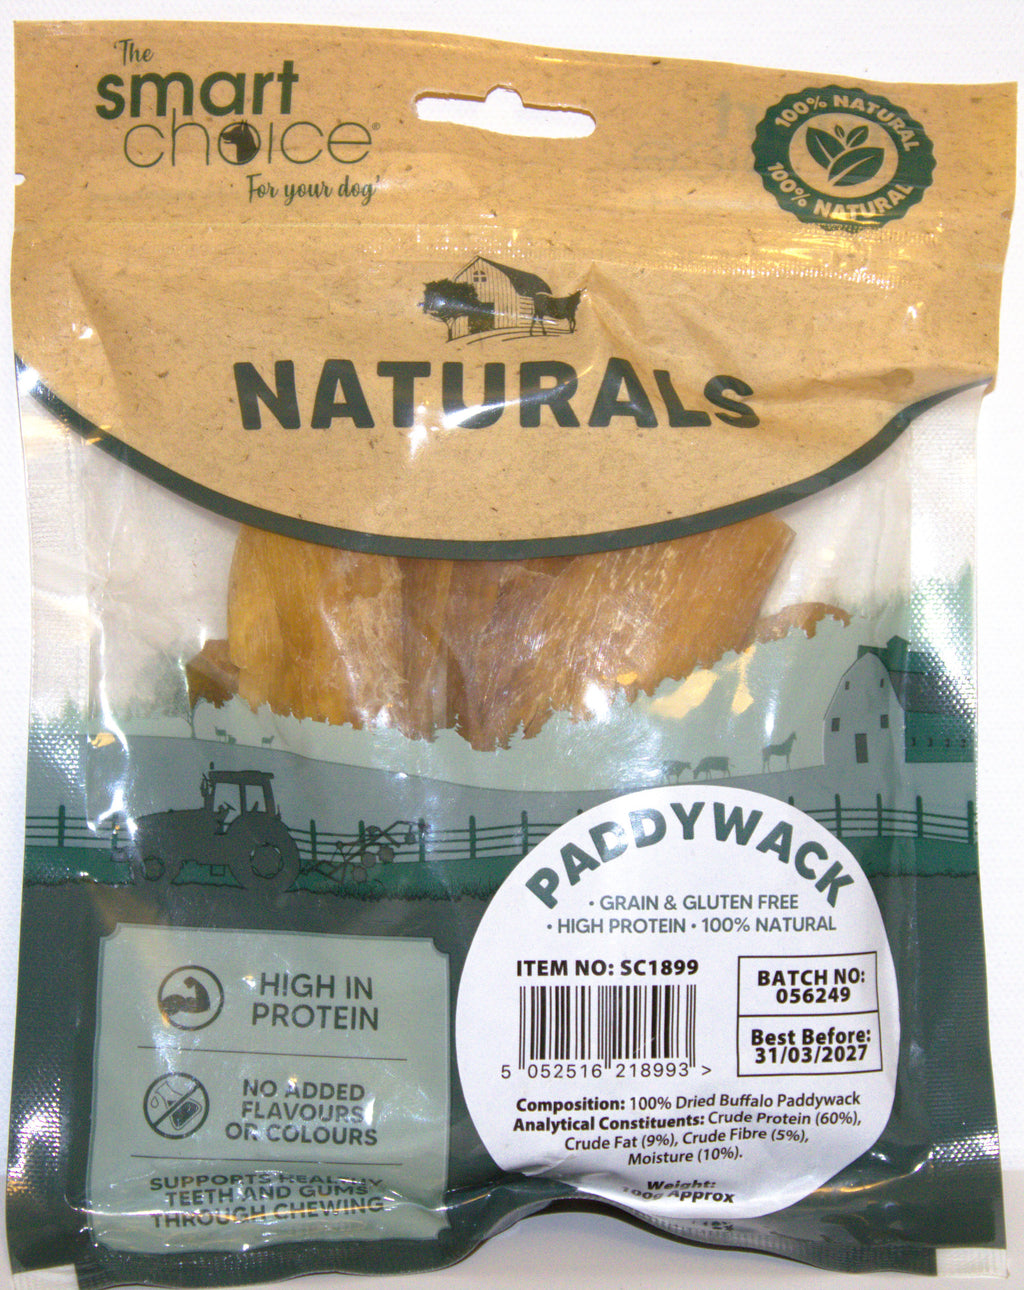 The
smart
choice®
For your dog'
100% NATURAL
100% NATURAL
NATURALS
PADDYWACK
• GRAIN & GLUTEN FREE
• HIGH PROTEIN • 100% NATURAL
ITEM NO: SC1899
5 052516 218993 >
BATCH NO:
056249
Best Before:
31/03/2027
Composition: 100% Dried Buffalo Paddywack
Analytical Constituents: Crude Protein (60%),
Crude Fat (9%), Crude Fibre (5%),
Moisture (10%).
Weight:
100g Approx
HIGH IN
PROTEIN
NO ADDED
FLAVOURS
OR COLOURS
SUPPORTS HEALTHY
TEETH AND GUMS
THROUGH CHEWING